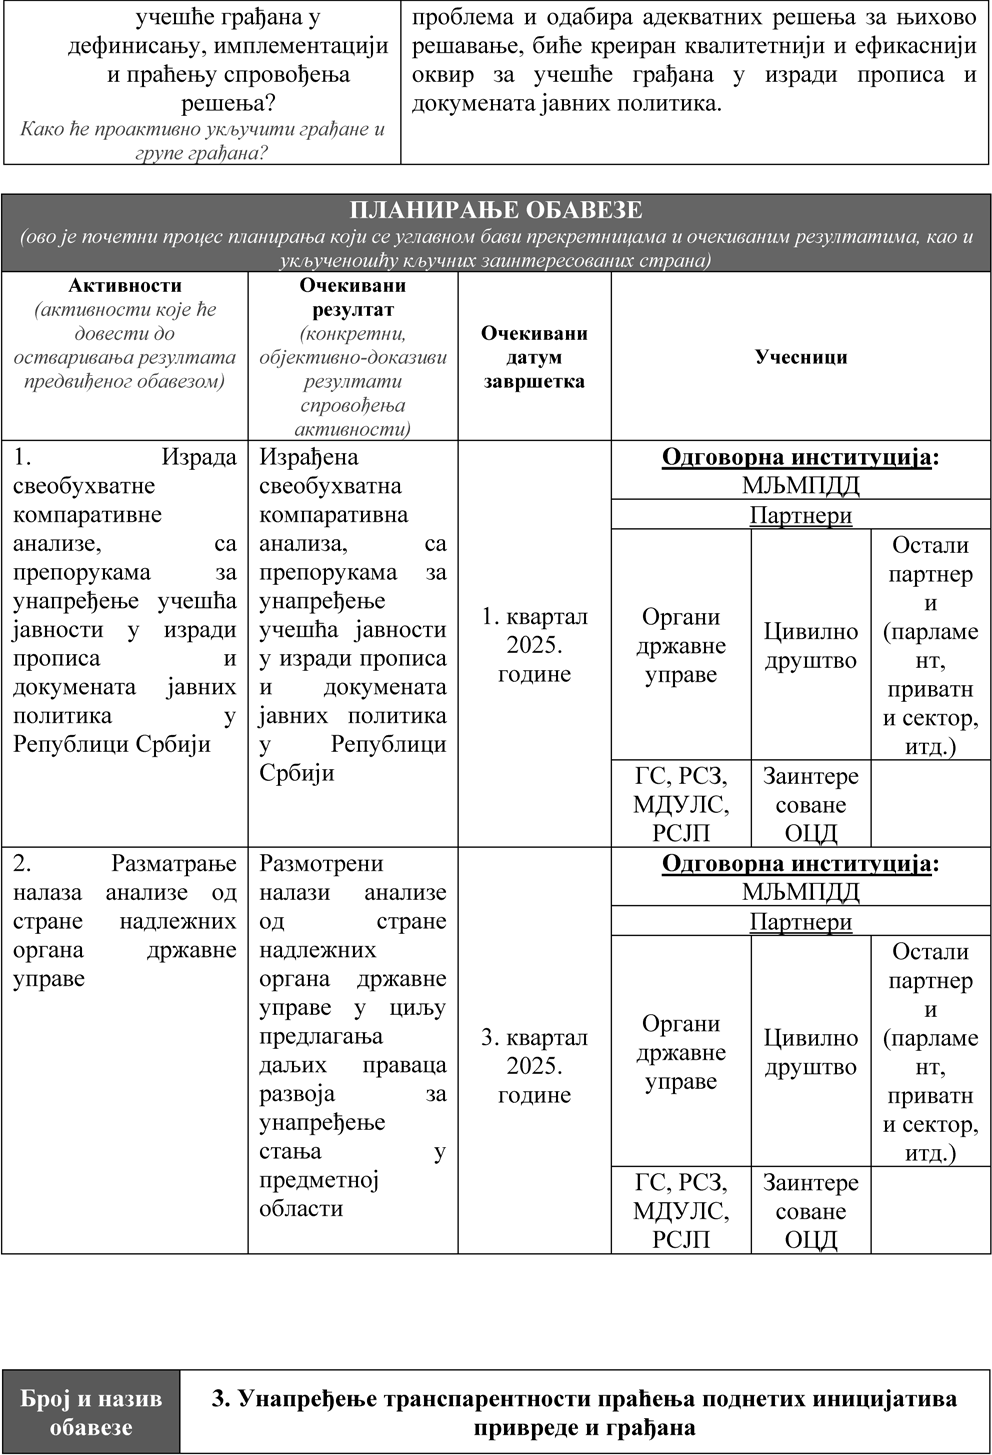 учешће грађана у
дефинисању, имплементацији
и праћењу спровођења
решења?
Како ће проактивно укључити грађане и
групе грађана?
проблема и одабира адекватних решења за њихово
решавање, биће креиран квалитетнији и ефикаснији
оквир за учешће грађана у изради прописа и
докумената јавних политика.
ПЛАНИРАЊЕ ОБАВЕЗЕ
(ово је почетни процес планирања који се углавном бави прекретницама и очекиваним резултатима, као и
укљученошћу кључних заинтересованих страна)
Активности
(активности које ће
довести до
остваривања резултата
предвиђеног обавезом)
Очекивани
резултат
(конкретни,
објективно-доказиви
резултати
спровођења
активности)
Очекивани
датум
завршетка
Учесници
1. Израда
свеобухватне
компаративне
анализе, са
препорукама за
унапређење учешћа
јавности у изради
прописа и
докумената јавних
политика у
Републици Србији
Израђена
свеобухватна
компаративна
анализа, са
препорукама за
унапређење
учешћа јавности
у изради прописа
и докумената
јавних политика
у Републици
Србији
1. квартал
2025.
године
Одговорна институција:
МЉМПДД
Партнери
Органи
државне
управе
Цивилно
друштво
Остали
партнер
и
(парламе
нт,
приватн
и сектор,
итд.)
ГС, РСЗ,
МДУЛС,
РСЈП
Заинтере
соване
ОЦД
2. Разматрање
налаза анализе од
стране надлежних
органа државне
управе
Размотрени
налази анализе
од стране
надлежних
органа државне
управе у циљу
предлагања
даљих праваца
развоја за
унапређење
стања у
предметној
области
3. квартал
2025.
године
Одговорна институција:
МЉМПДД
Партнери
Органи
државне
управе
Цивилно
друштво
Остали
партнер
и
(парламе
нт,
приватн
и сектор,
итд.)
ГС, РСЗ,
МДУЛС,
РСЈП
Заинтере
соване
ОЦД
Број и назив
обавезе
3. Унапређење транспарентности праћења поднетих иницијатива
привреде и грађана